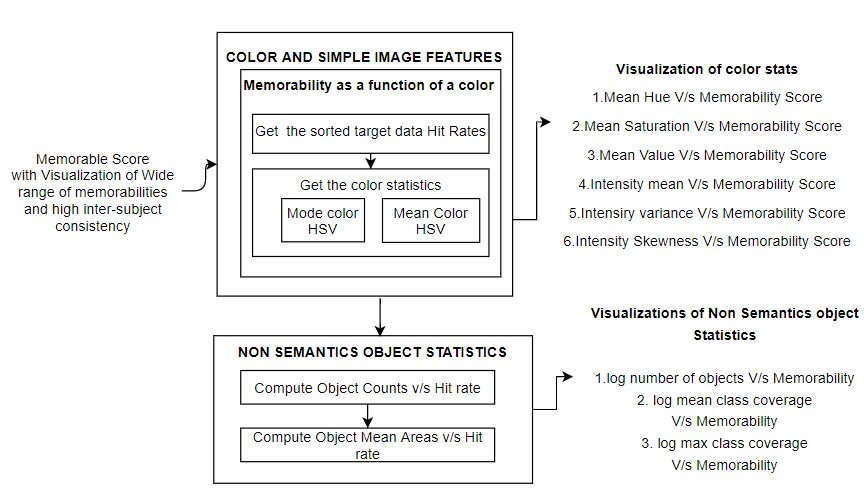 Memorable Score
with Visualization of Wide
range of memorabilities
and high inter-subject
consistency
COLOR AND SIMPLE IMAGE FEATURES
Memorability as a function of a color
Get the sorted target data Hit Rates
Get the color statistics
Mode color
HSV
Mean Color
HSV
Visualization of color stats
1.Mean Hue V/s Memorability Score
2.Mean Saturation V/s Memorability Score
3.Mean Value V/s Memorability Score
4.Intensity mean V/s Memorability Score
5.Intensiry variance V/s Memorability Score
6.Intensity Skewness V/s Memorability Score
NON SEMANTICS OBJECT STATISTICS
Compute Object Counts v/s Hit rate
Compute Object Mean Areas v/s Hit
rate
Visualizations of Non Semantics object
Statistics
1.log number of objects V/s Memorability
2. log mean class coverage
V/s Memorability
3. log max class coverage
V/s Memorability